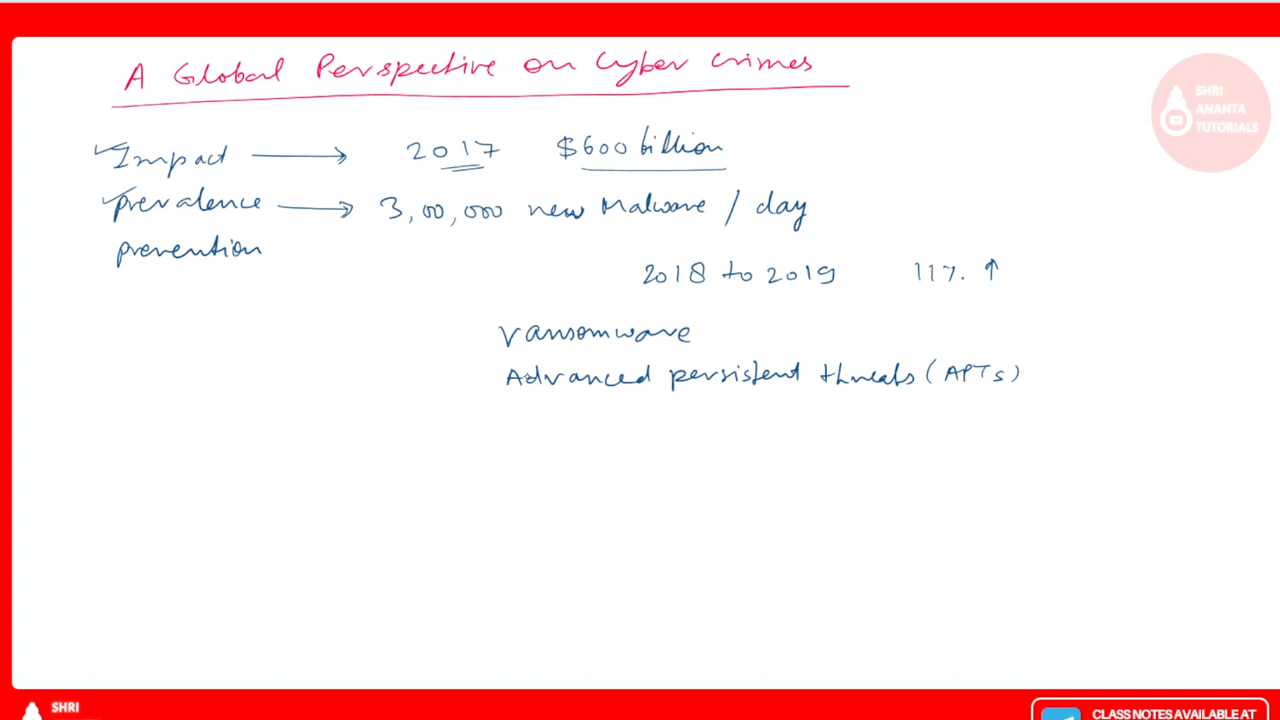 A Global Perspective on Cyber Crimes
SHRI
ANANTA
TUTORIALS
Impact → 2017 $600 billion
prevalence → 3,00,000 new Malware / day
prevention
2018 to 2019 11%. ↑
ransomware
Advanced persistent threats (APTs)
SHRI
CLASS NOTES AVAILABLE AT